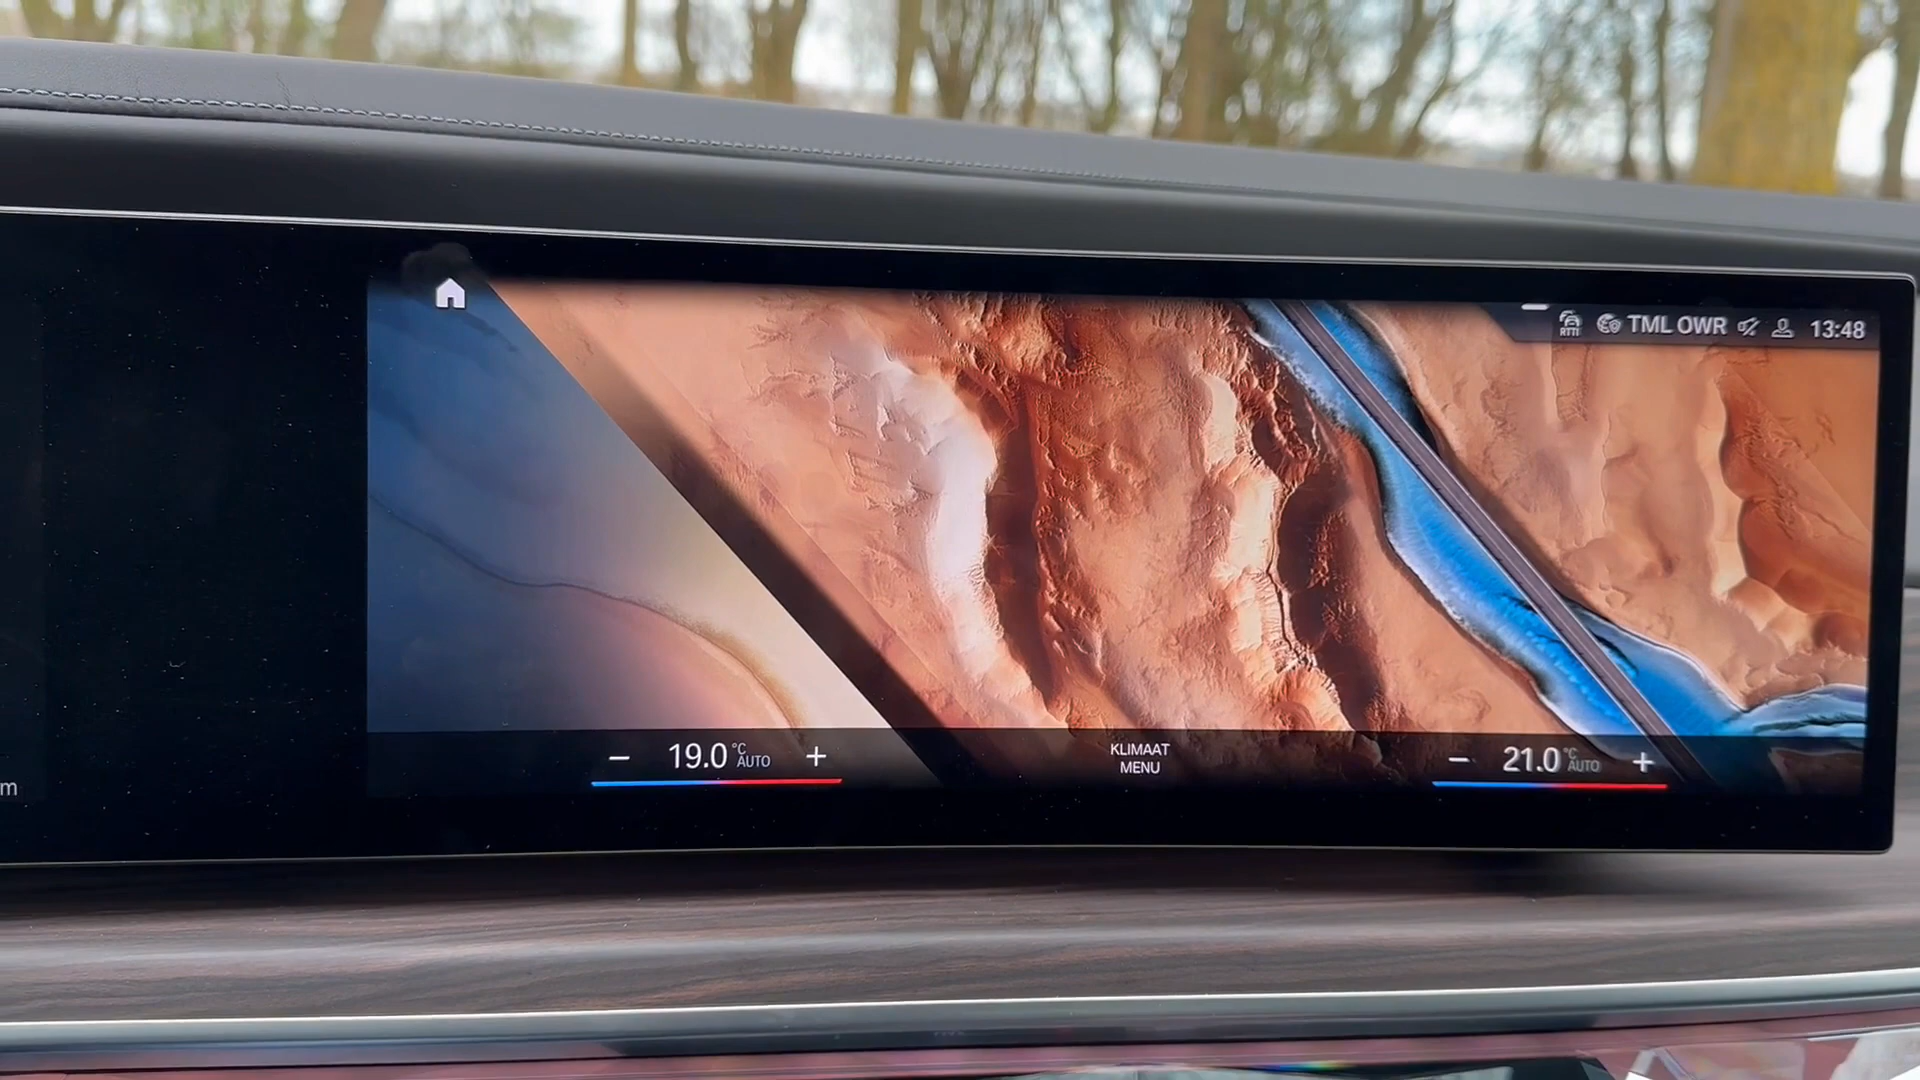 RTTI TML OWR 13:48
− 19.0 °C AUTO +
KLIMAAT
MENU
− 21.0 °C AUTO +
m